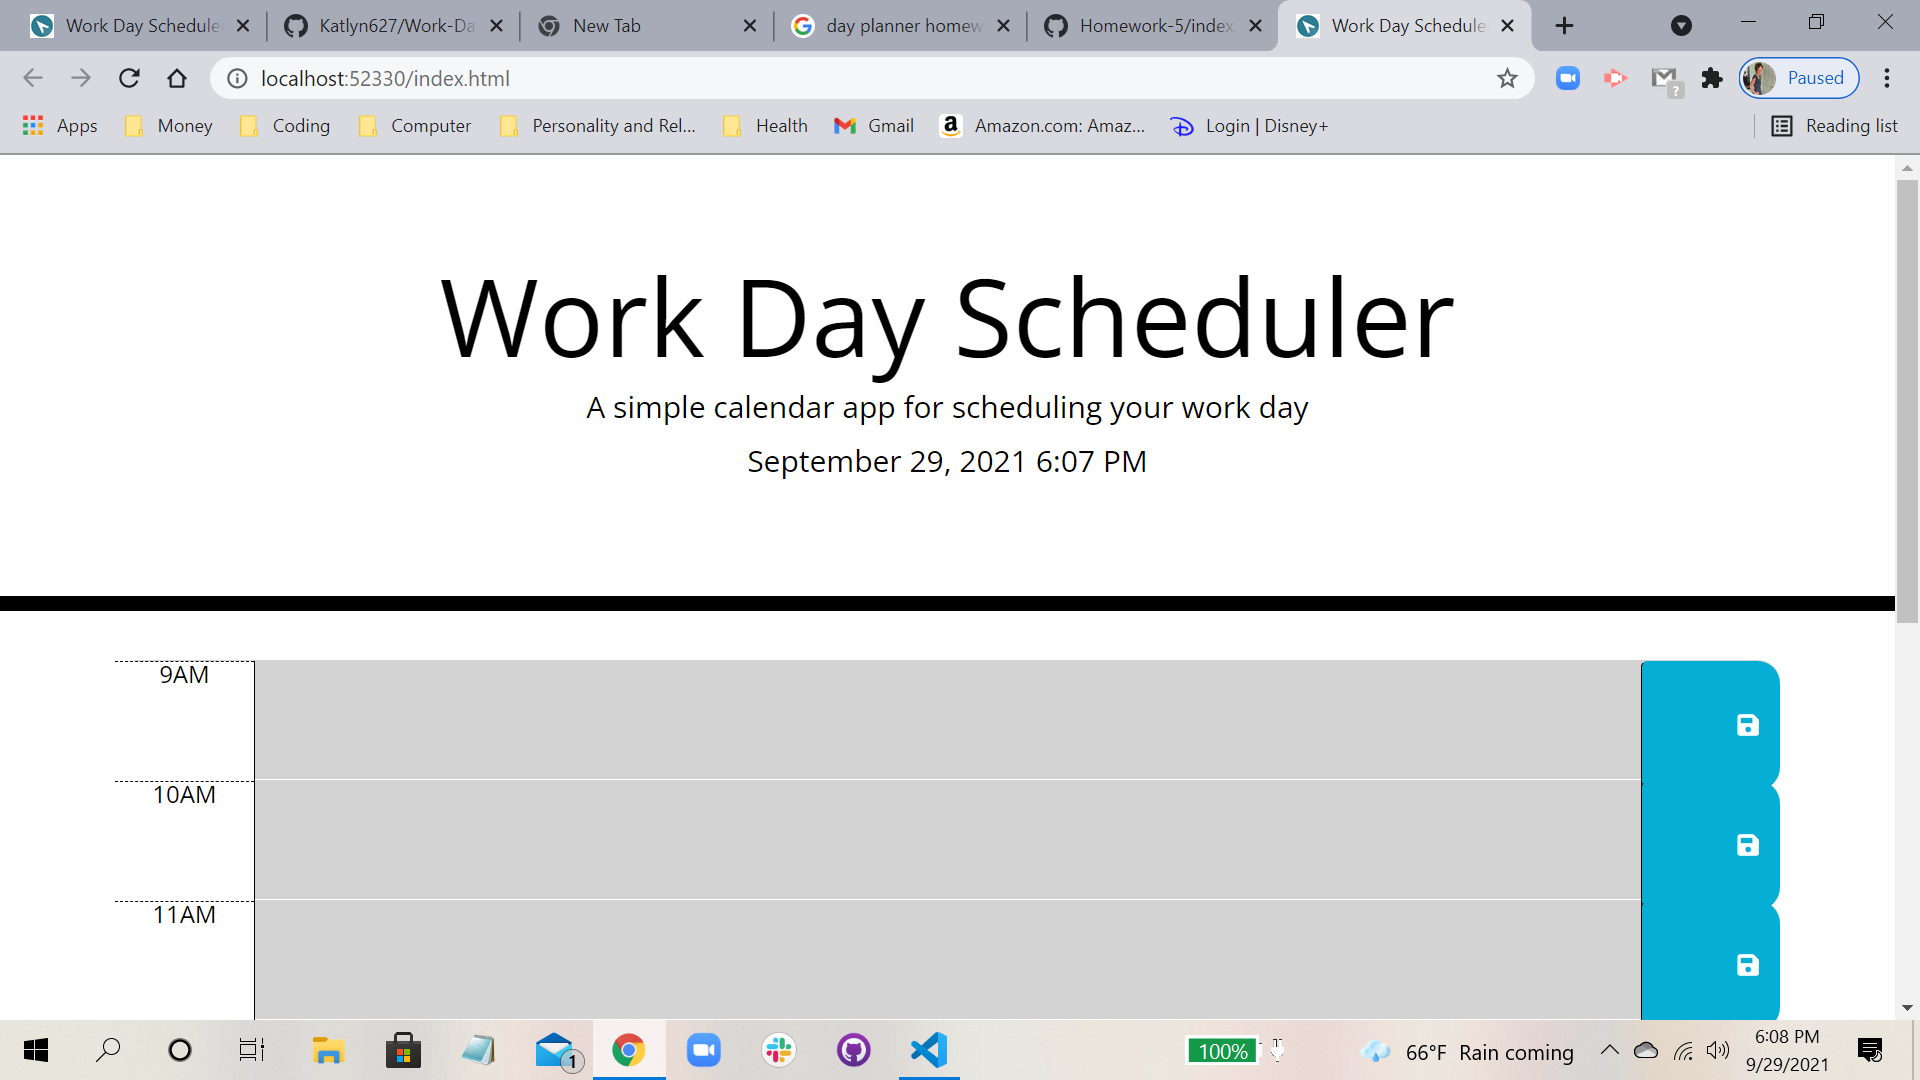 Work Day Schedule
Katlyn627/Work-Da
New Tab
day planner homew
Homework-5/index
Work Day Schedule
localhost:52330/index.html
Paused
Apps
Money
Coding
Computer
Personality and Rel...
Health
Gmail
Amazon.com: Amaz...
Login | Disney+
Reading list
Work Day Scheduler
A simple calendar app for scheduling your work day
September 29, 2021 6:07 PM
9AM
10AM
11AM
1
100%
66°F Rain coming
6:08 PM
9/29/2021